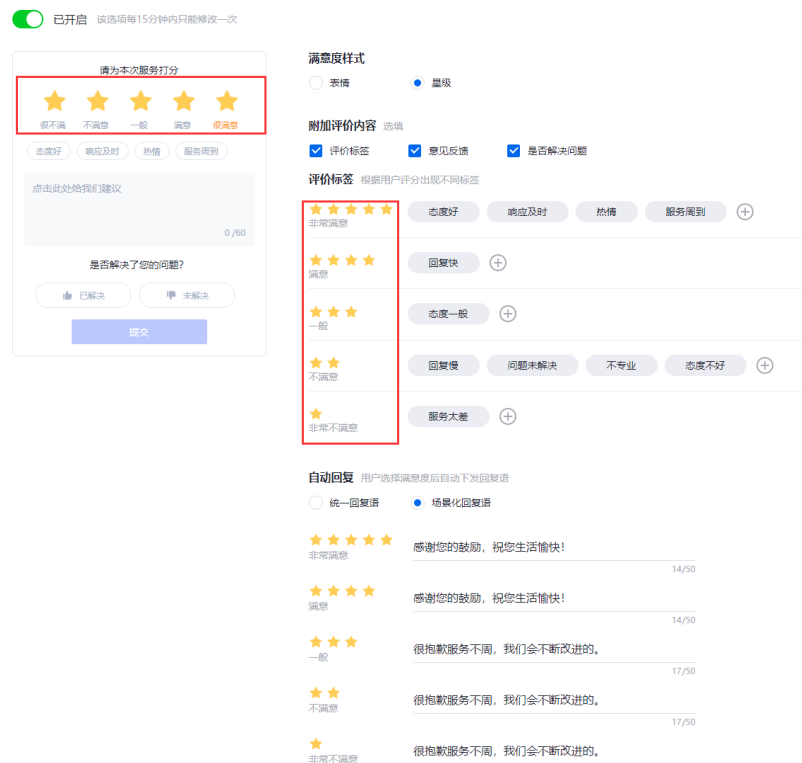 已开启 该选项每15分钟内只能修改一次
请为本次服务打分
很不满 不满意 一般 满意 很满意
态度好 响应及时 热情 服务周到
点击此处给我们建议
0 /60
是否解决了您的问题?
已解决 未解决
提交
满意度样式
表情 星级
附加评价内容 选填
评价标签 意见反馈 是否解决问题
评价标签 根据用户评分出现不同标签
非常满意 态度好 响应及时 热情 服务周到
满意 回复快
一般 态度一般
不满意 回复慢 问题未解决 不专业 态度不好
非常不满意 服务太差
自动回复 用户选择满意度后自动下发回复语
统一回复语 场景化回复语
非常满意 感谢您的鼓励，祝您生活愉快！
14/50
满意 感谢您的鼓励，祝您生活愉快！
14/50
一般 很抱歉服务不周，我们会不断改进的。
17/50
不满意 很抱歉服务不周，我们会不断改进的。
17/50
非常不满意 很抱歉服务不周，我们会不断改进的。